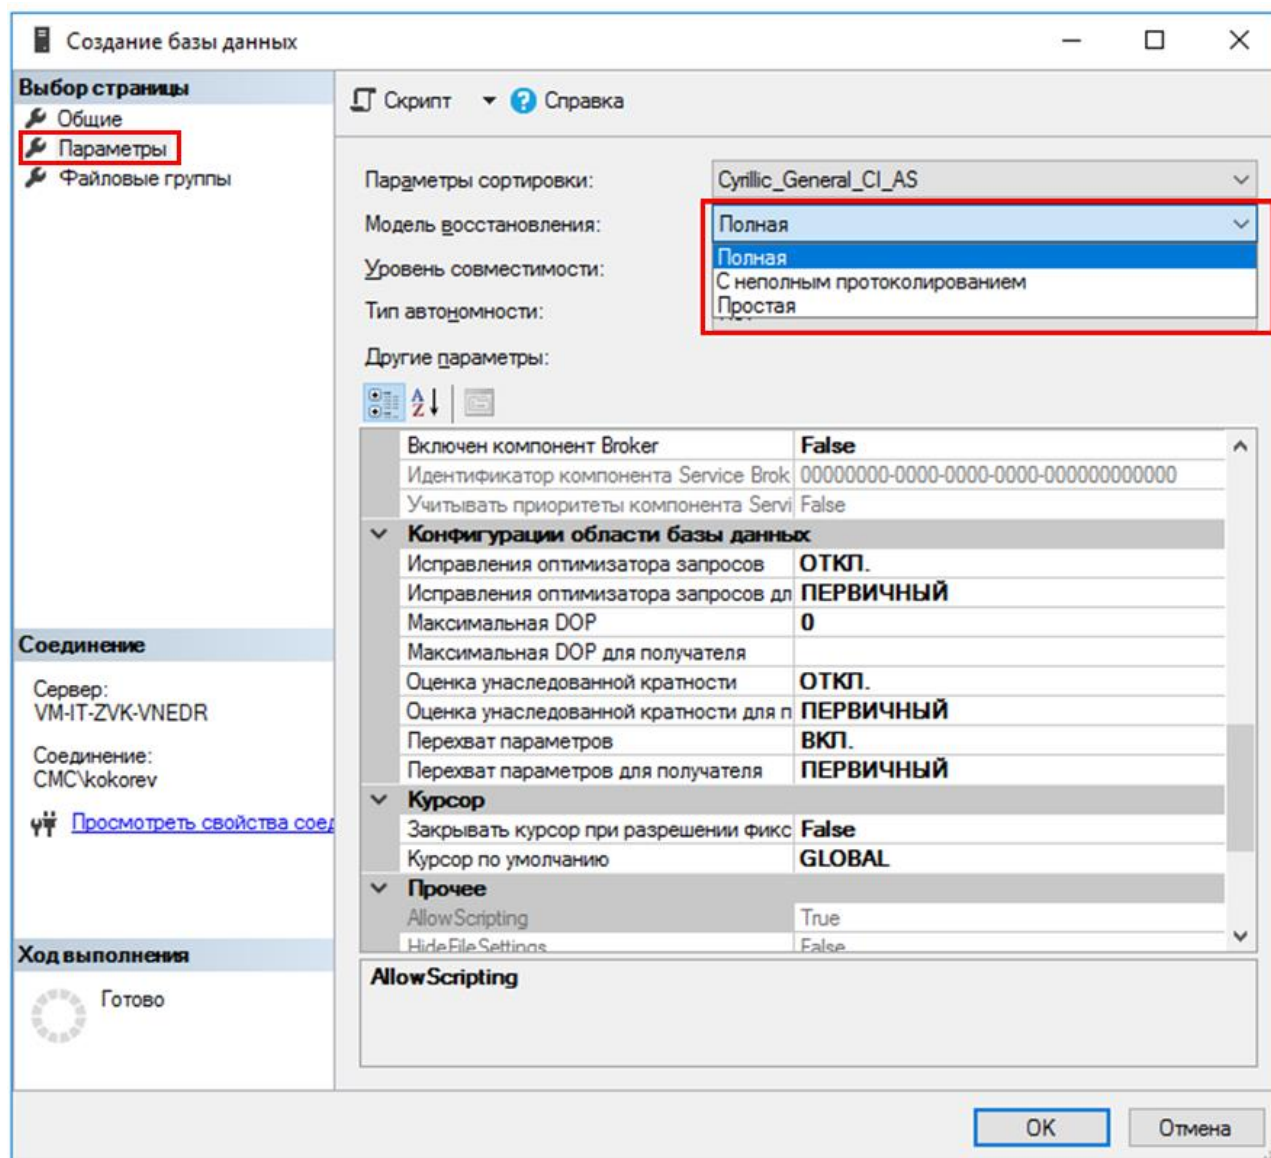 Создание базы данных
Выбор страницы
Общие
Параметры
Файловые группы
Скрипт
Справка
Параметры сортировки: Cyrillic_General_CI_AS
Модель восстановления: Полная
Полная
Уровень совместимости:
С неполным протоколированием
Простая
Тип автономности:
Другие параметры:
Включен компонент Broker False
Идентификатор компонента Service Brok 00000000-0000-0000-0000-000000000000
Учитывать приоритеты компонента Servi False
Конфигурации области базы данных
Исправления оптимизатора запросов ОТКЛ.
Исправления оптимизатора запросов дл ПЕРВИЧНЫЙ
Максимальная DOP 0
Максимальная DOP для получателя
Оценка унаследованной кратности ОТКЛ.
Оценка унаследованной кратности для п ПЕРВИЧНЫЙ
Перехват параметров ВКЛ.
Перехват параметров для получателя ПЕРВИЧНЫЙ
Курсор
Закрывать курсор при разрешении фикс False
Курсор по умолчанию GLOBAL
Прочее
AllowScripting True
HideFileSettings False
AllowScripting
Соединение
Сервер:
VM-IT-ZVK-VNEDR
Соединение:
CMC\kokorev
Просмотреть свойства соед
Ход выполнения
Готово
OK
Отмена